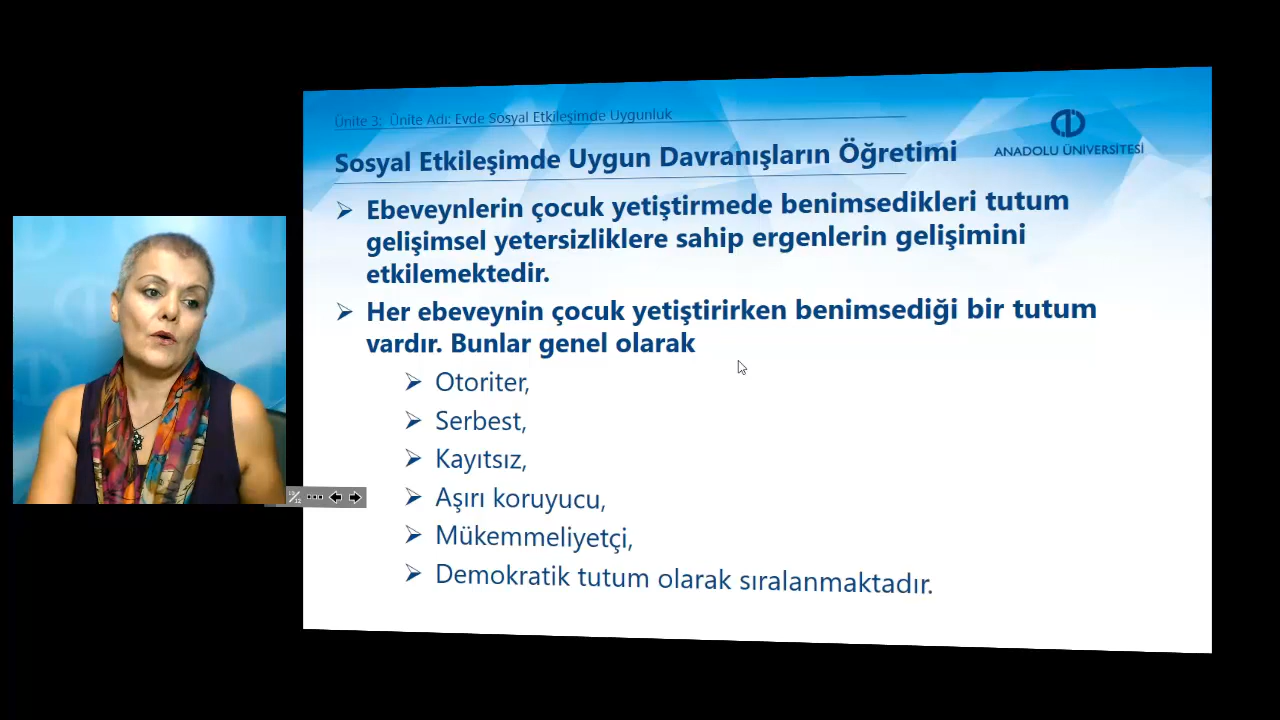 Ünite 3: Ünite Adı: Evde Sosyal Etkileşimde Uygunluk
Sosyal Etkileşimde Uygun Davranışların Öğretimi
ANADOLU ÜNİVERSİTESİ
Ebeveynlerin çocuk yetiştirmede benimsedikleri tutum
gelişimsel yetersizliklere sahip ergenlerin gelişimini
etkilemektedir.
Her ebeveynin çocuk yetiştirirken benimsediği bir tutum
vardır. Bunlar genel olarak
Otoriter,
Serbest,
Kayıtsız,
Aşırı koruyucu,
Mükemmeliyetçi,
Demokratik tutum olarak sıralanmaktadır.